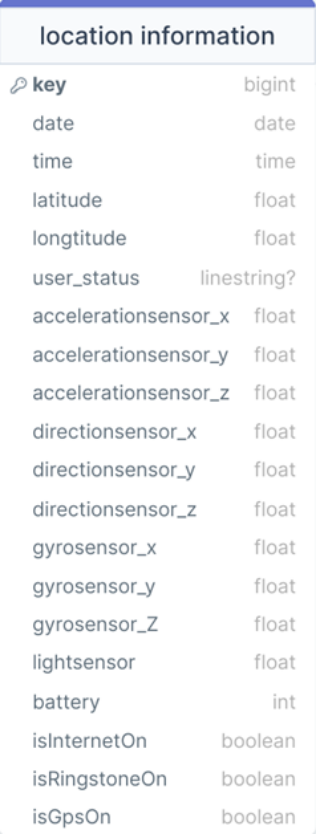 location information
key bigint
date date
time time
latitude float
longtitude float
user_status linestring?
accelerationsensor_x float
accelerationsensor_y float
accelerationsensor_z float
directionsensor_x float
directionsensor_y float
directionsensor_z float
gyrosensor_x float
gyrosensor_y float
gyrosensor_Z float
lightsensor float
battery int
isInternetOn boolean
isRingstoneOn boolean
isGpsOn boolean